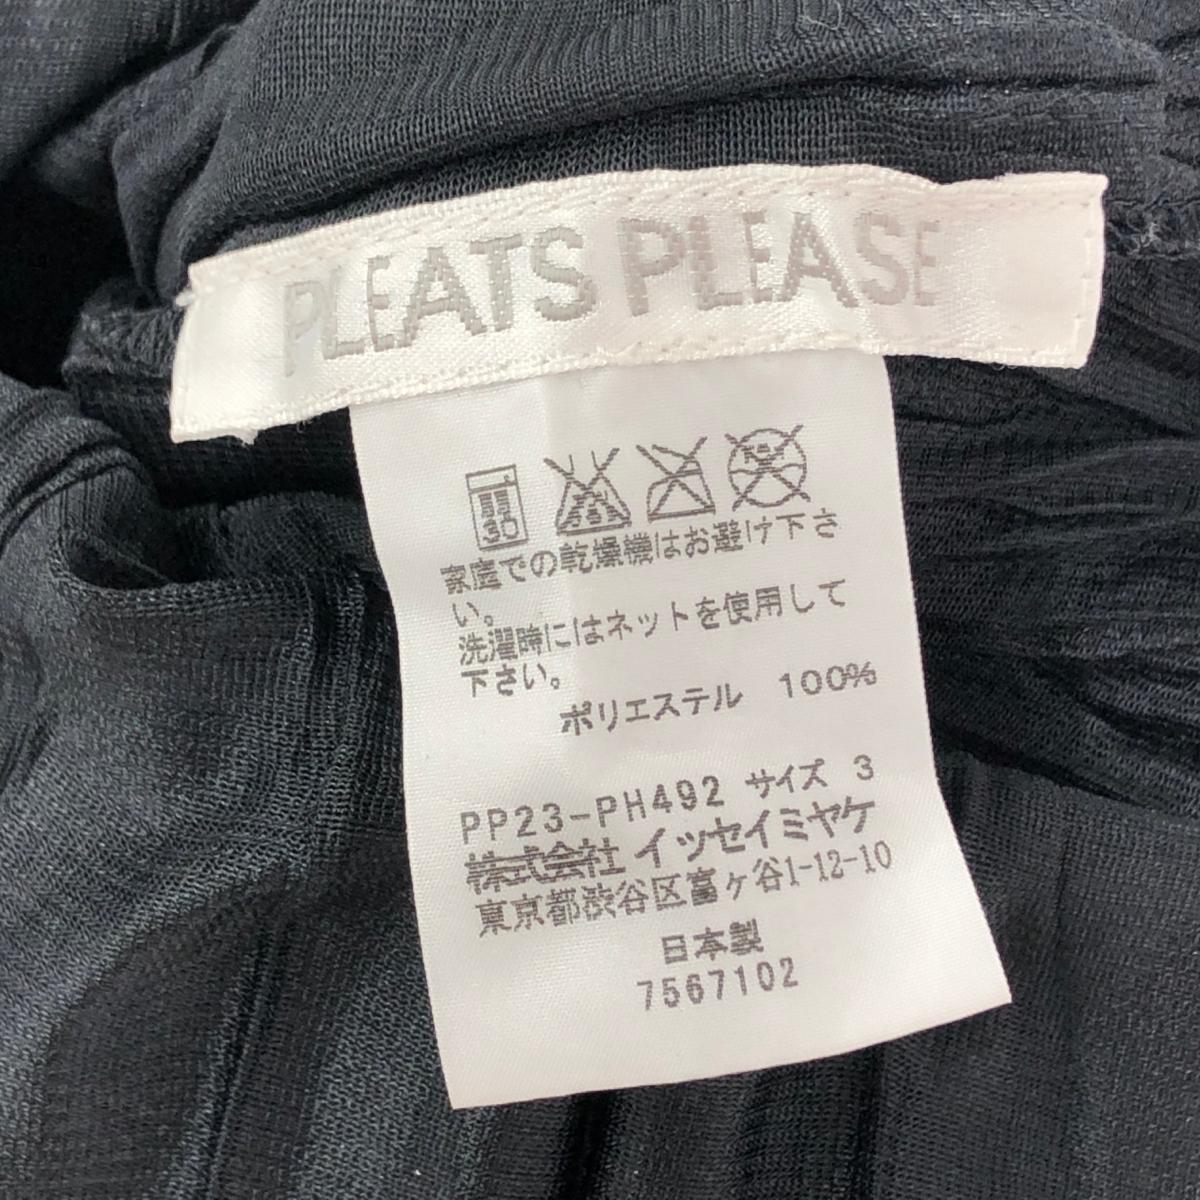 PLEATS PLEASE
弱
30
家庭での乾燥機はお避け下さ
い。
洗濯時にはネットを使用して
下さい。
ポリエステル 100%
PP23-PH492 サイズ 3
株式会社 イッセイミヤケ
東京都渋谷区富ヶ谷1-12-10
日本製
7567102